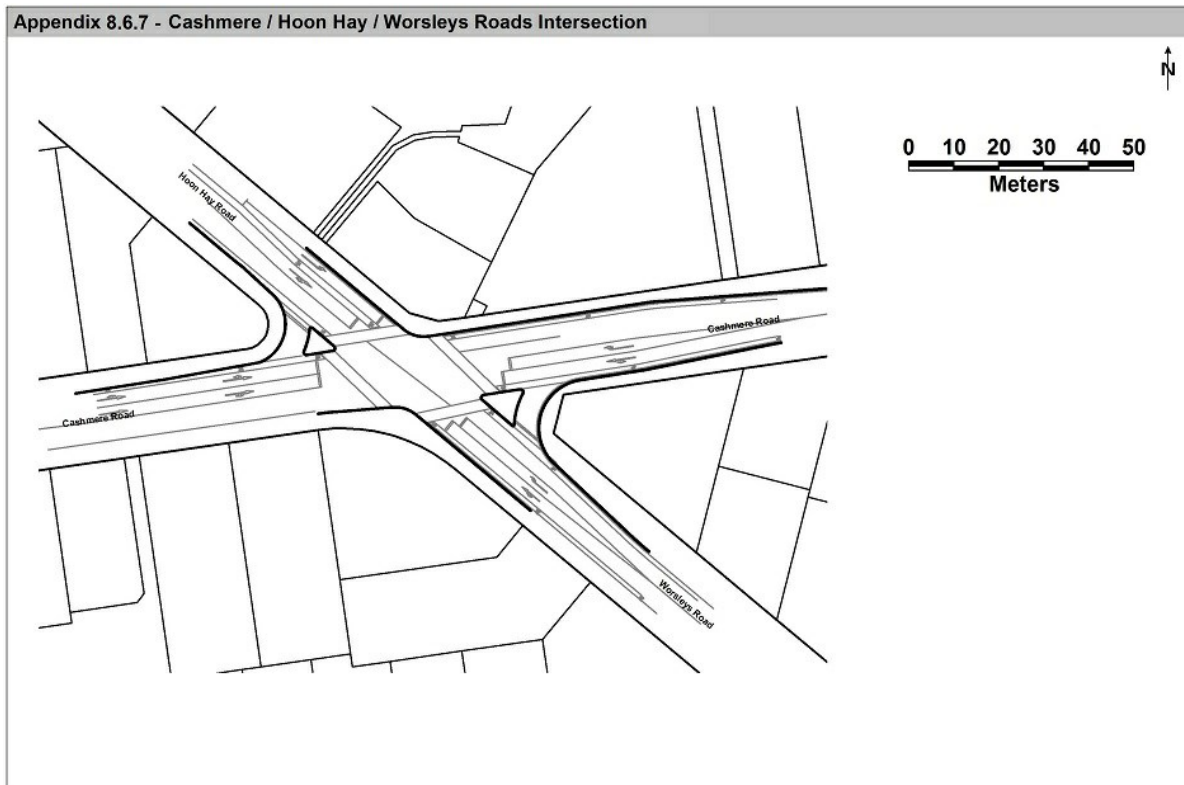 Appendix 8.6.7 - Cashmere / Hoon Hay / Worsleys Roads Intersection
N
0 10 20 30 40 50
Meters
Hoon Hay Road
Cashmere Road
Cashmere Road
Worsleys Road